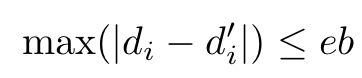 max(|d_i − d′_i|) ≤ eb